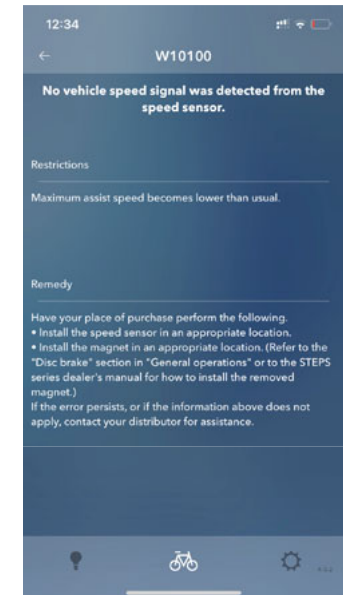 12:34
W10100
No vehicle speed signal was detected from the
speed sensor.
Restrictions
Maximum assist speed becomes lower than usual.
Remedy
Have your place of purchase perform the following.
• Install the speed sensor in an appropriate location.
• Install the magnet in an appropriate location. (Refer to the
"Disc brake" section in "General operations" or to the STEPS
series dealer's manual for how to install the removed
magnet.)
If the error persists, or if the information above does not
apply, contact your distributor for assistance.